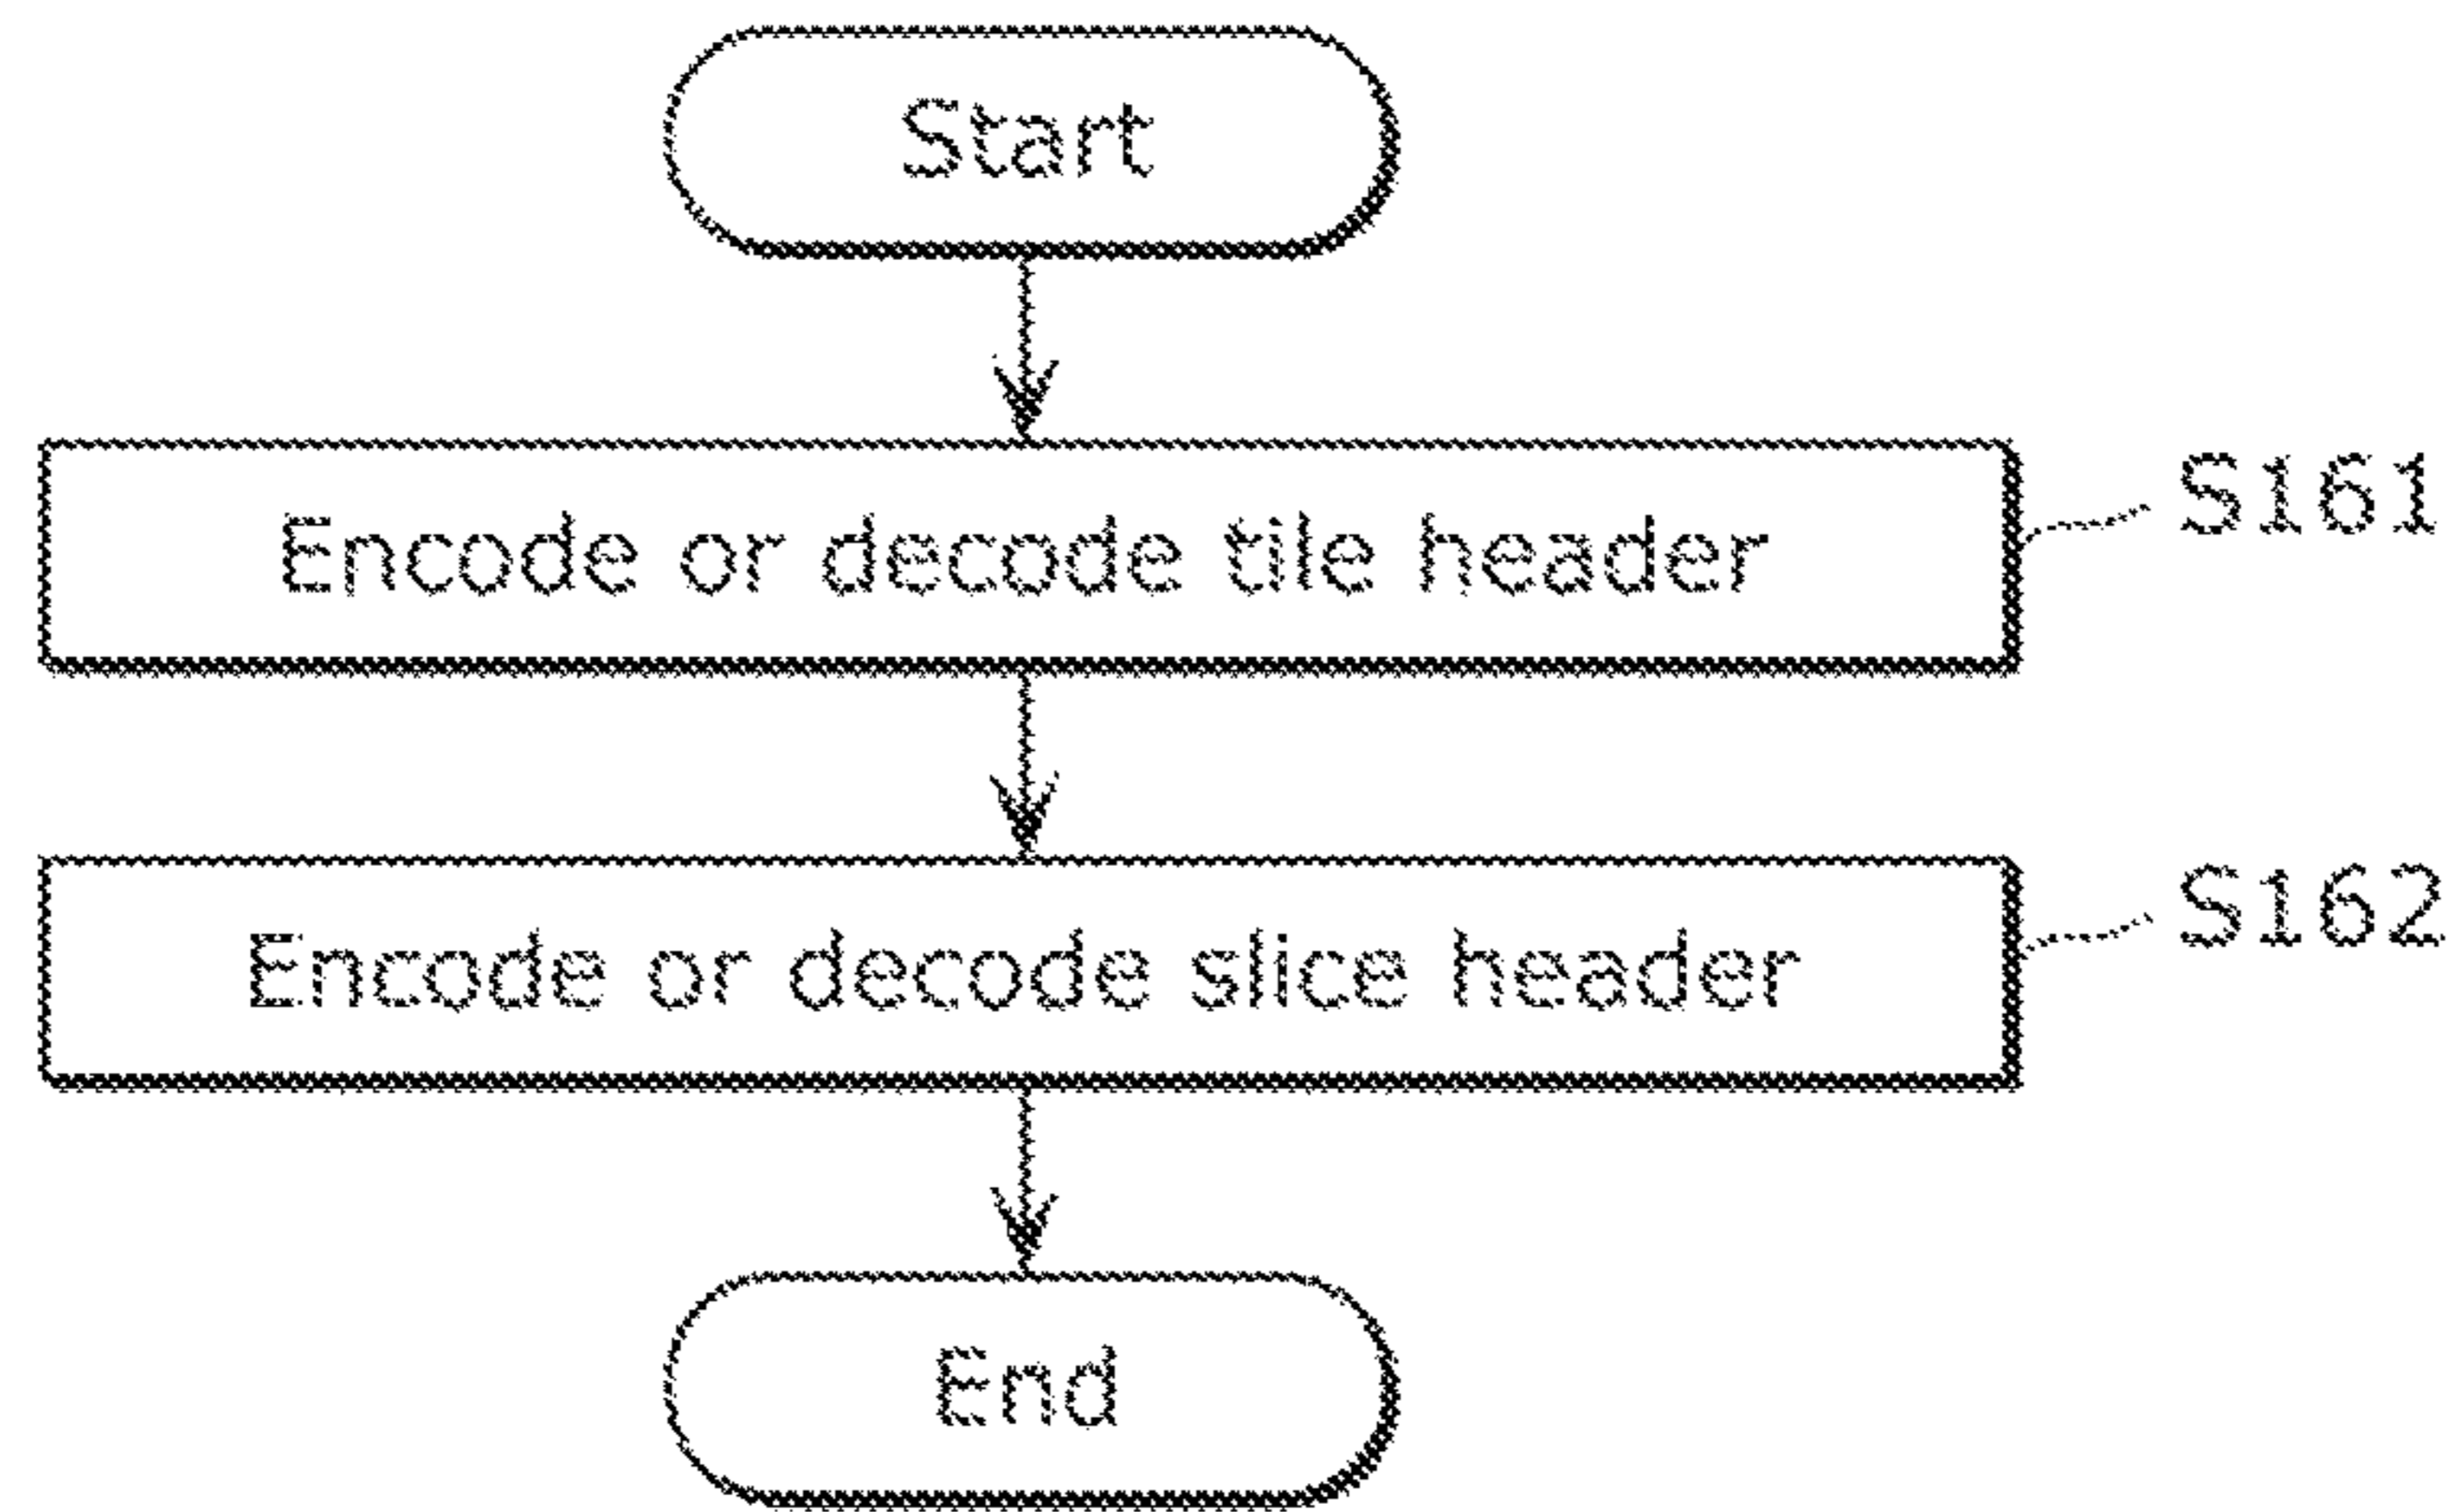 Start
Encode or decode tile header
S161
Encode or decode slice header
S162
End